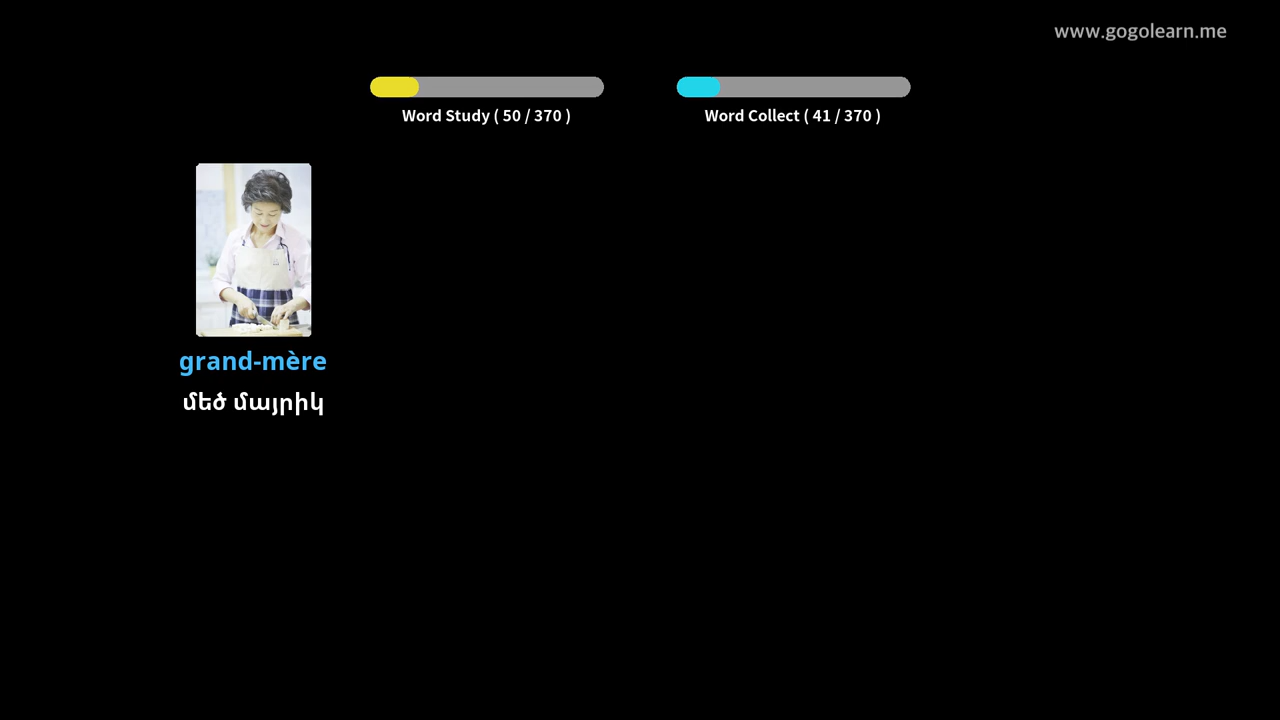 www.gogolearn.me
Word Study ( 50 / 370 )
Word Collect ( 41 / 370 )
grand-mère
մեծ մայրիկ